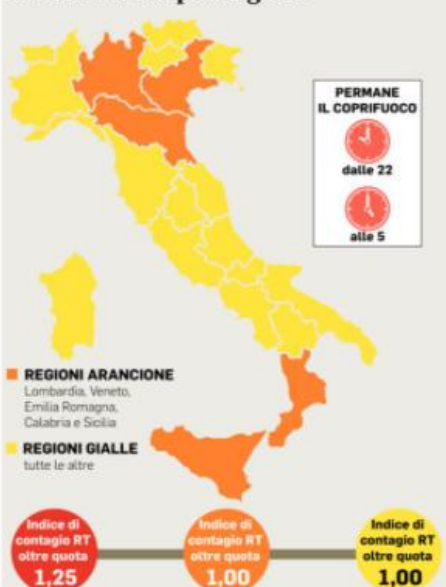 PERMANE
IL COPRIFUOCO
dalle 22
alle 5
REGIONI ARANCIONE
Lombardia, Veneto,
Emilia Romagna,
Calabria e Sicilia
REGIONI GIALLE
tutte le altre
Indice di
contagio RT
oltre quota
1,25
Indice di
contagio RT
oltre quota
1,00
Indice di
contagio RT
oltre quota
1,00